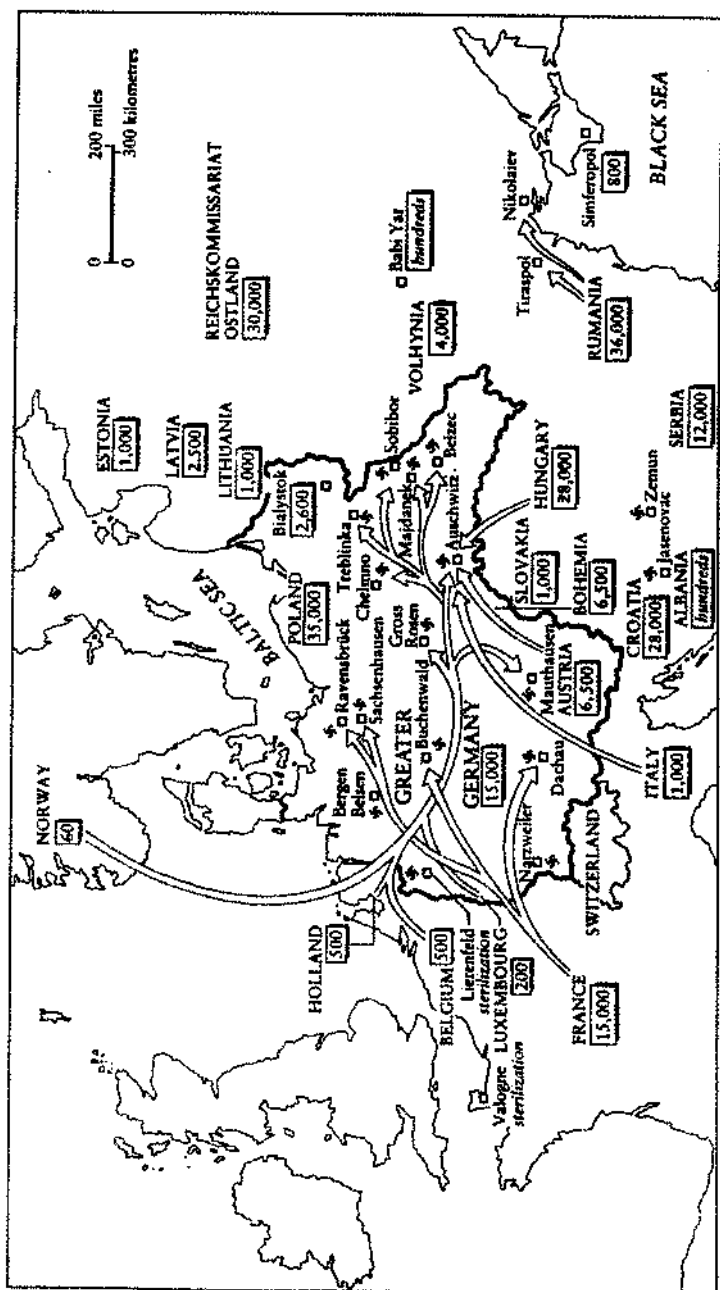 NORWAY
60
0
200 miles
0
300 kilometres
ESTONIA
1,000
LATVIA
2,500
LITHUANIA
1,000
REICHSKOMMISSARIAT
OSTLAND
30,000
BALTIC SEA
HOLLAND
500
Bergen
Belsen
Ravensbrück
Sachsenhausen
POLAND
35,000
Bialystok
2,600
Treblinka
Chelmno
Sobibor
Majdanek
Belzec
VOLHYNIA
4,000
Babi Yar
hundreds
GREATER
GERMANY
15,000
Buchenwald
Gross
Rosen
Auschwitz
BELGIUM
500
Lierenfeld
sterilization
LUXEMBOURG
200
Valogne
sterilization
FRANCE
15,000
Natzweiler
SWITZERLAND
Dachau
Mauthausen
AUSTRIA
6,500
SLOVAKIA
1,000
BOHEMIA
6,500
HUNGARY
28,000
ITALY
1,000
CROATIA
28,000
ALBANIA
hundreds
Jasenovac
Zemun
SERBIA
12,000
RUMANIA
36,000
Tiraspol
Nikolaiev
Simferopol
800
BLACK SEA